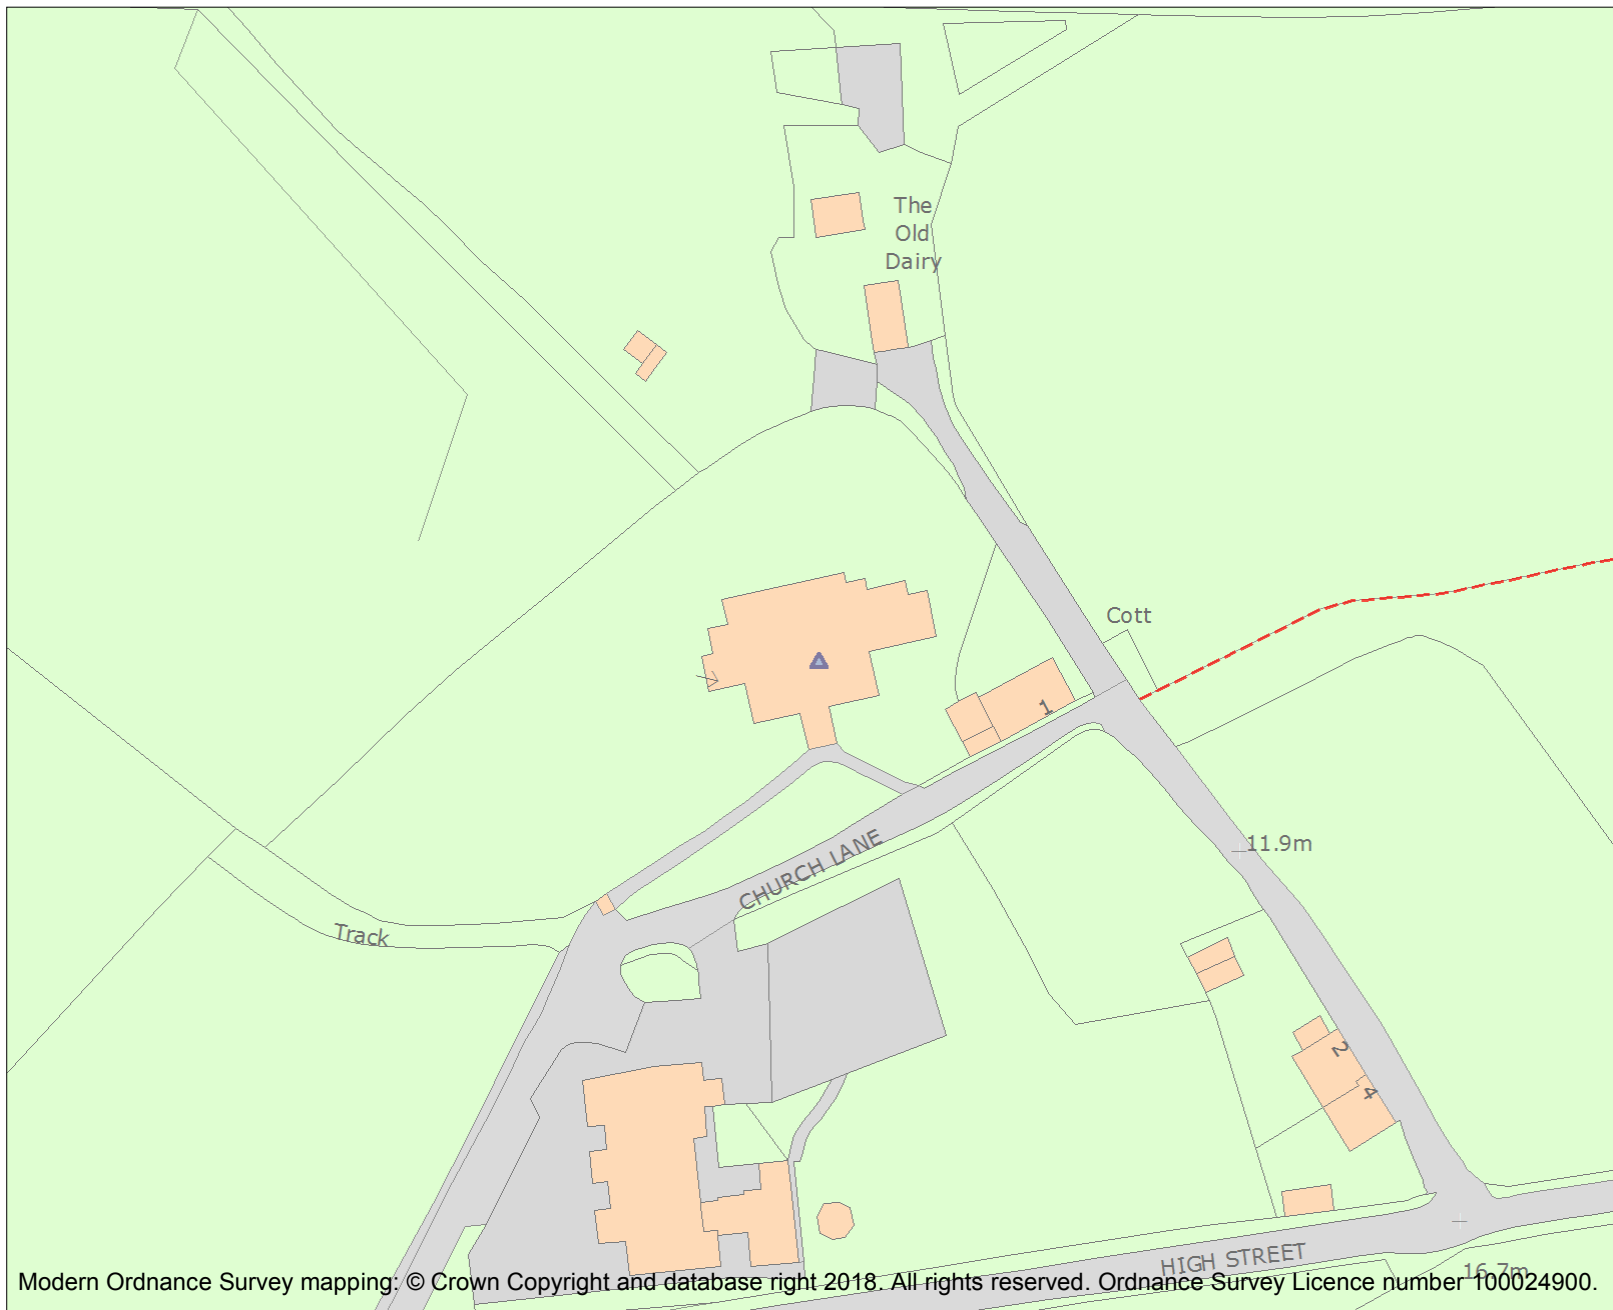 The
Old
Dairy
Cott
1
11.9m
CHURCH LANE
Track
2
4
HIGH STREET
16.7m
Modern Ordnance Survey mapping: © Crown Copyright and database right 2018. All rights reserved. Ordnance Survey Licence number 100024900.